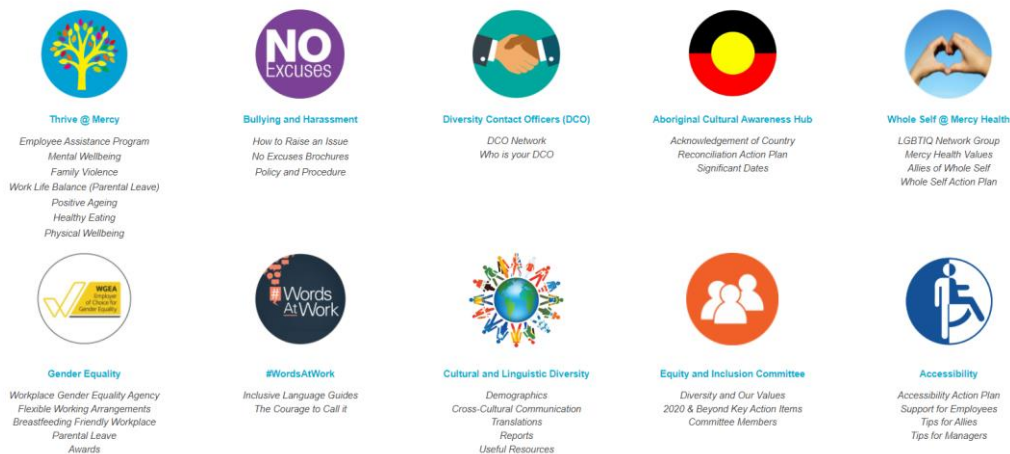 NO
EXCUSES
Thrive @ Mercy
Employee Assistance Program
Mental Wellbeing
Family Violence
Work Life Balance (Parental Leave)
Positive Ageing
Healthy Eating
Physical Wellbeing
Bullying and Harassment
How to Raise an Issue
No Excuses Brochures
Policy and Procedure
Diversity Contact Officers (DCO)
DCO Network
Who is your DCO
Aboriginal Cultural Awareness Hub
Acknowledgement of Country
Reconciliation Action Plan
Significant Dates
Whole Self @ Mercy Health
LGBTIQ Network Group
Mercy Health Values
Allies of Whole Self
Whole Self Action Plan
WGEA
Employer
of Choice for
Gender Equality
Gender Equality
Workplace Gender Equality Agency
Flexible Working Arrangements
Breastfeeding Friendly Workplace
Parental Leave
Awards
#Words
At Work
#WordsAtWork
Inclusive Language Guides
The Courage to Call it
Cultural and Linguistic Diversity
Demographics
Cross-Cultural Communication
Translations
Reports
Useful Resources
Equity and Inclusion Committee
Diversity and Our Values
2020 & Beyond Key Action Items
Committee Members
Accessibility
Accessibility Action Plan
Support for Employees
Tips for Allies
Tips for Managers